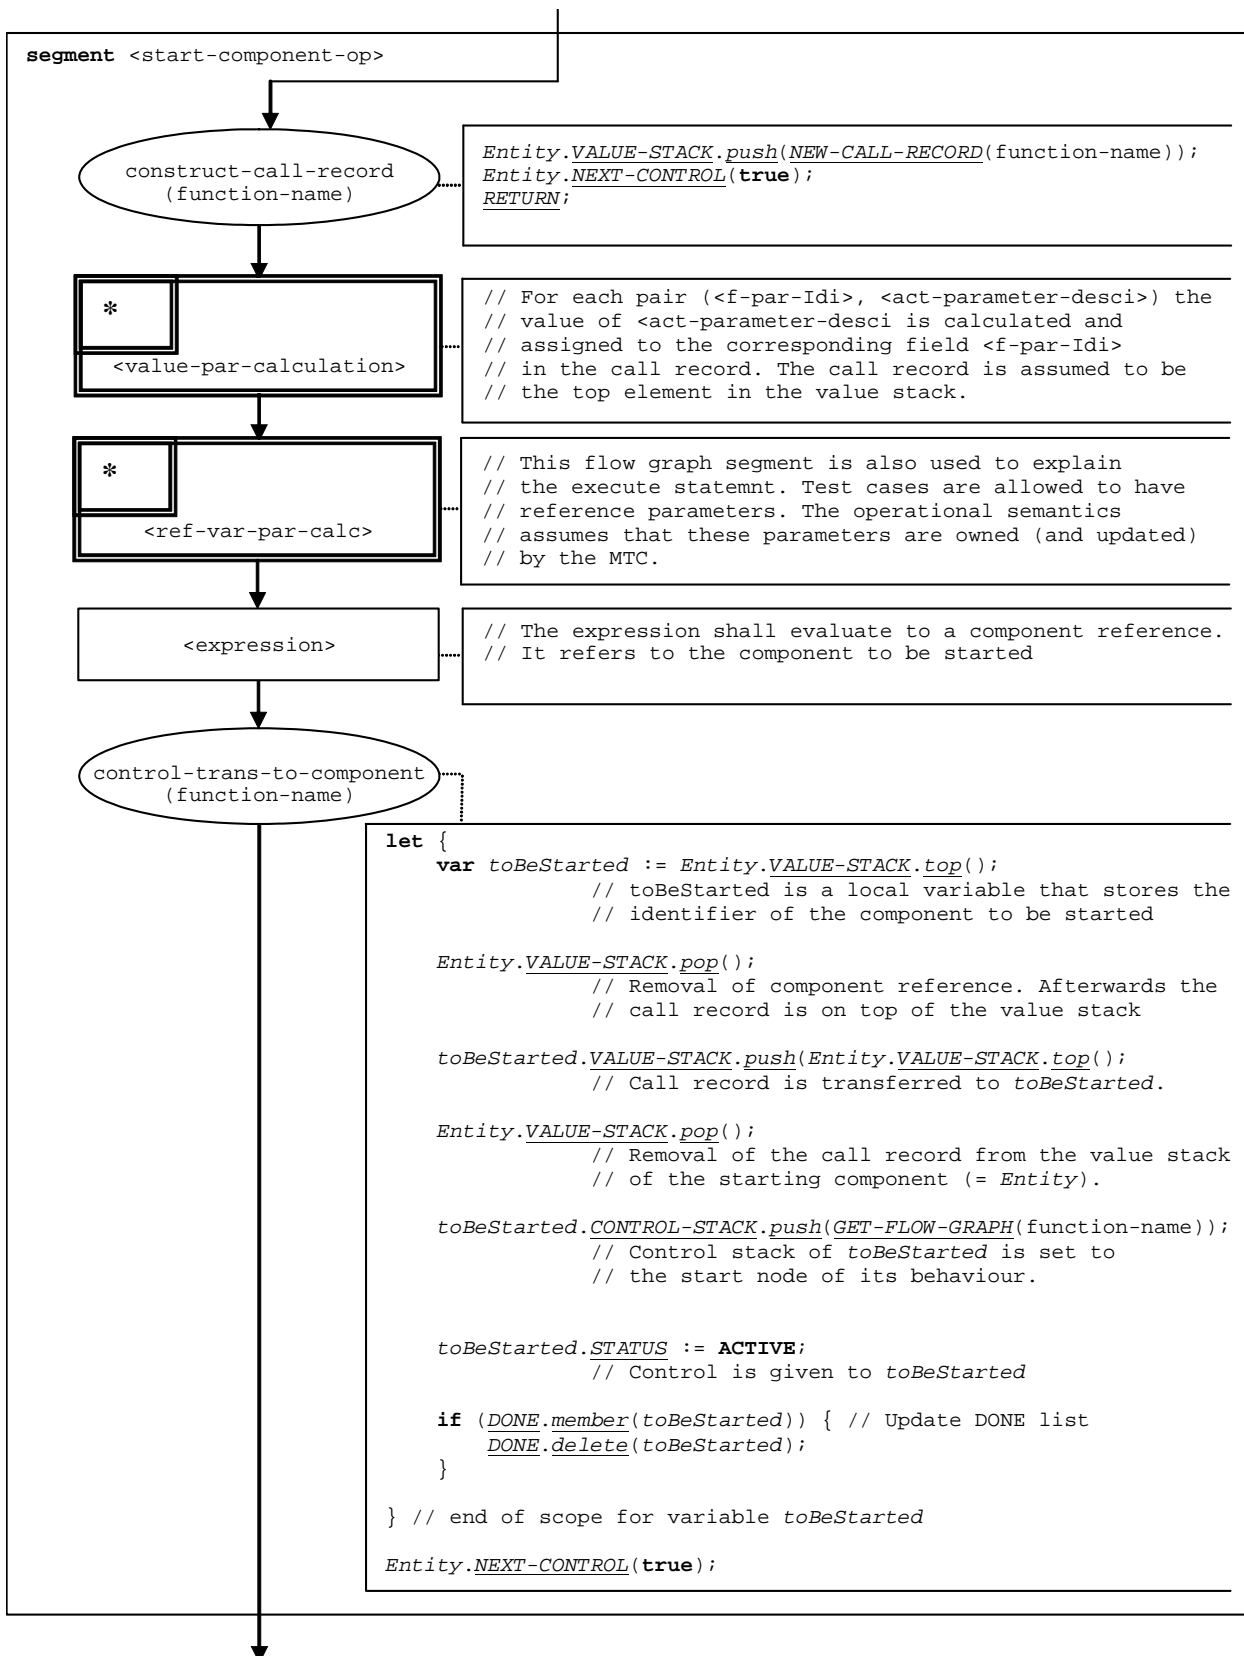 segment <start-component-op>
construct-call-record
(function-name)
Entity.VALUE-STACK.push(NEW-CALL-RECORD(function-name));
Entity.NEXT-CONTROL(true);
RETURN;
*
<value-par-calculation>
// For each pair (<f-par-Idi>, <act-parameter-desci>) the
// value of <act-parameter-desci is calculated and
// assigned to the corresponding field <f-par-Idi>
// in the call record. The call record is assumed to be
// the top element in the value stack.
*
<ref-var-par-calc>
// This flow graph segment is also used to explain
// the execute statemnt. Test cases are allowed to have
// reference parameters. The operational semantics
// assumes that these parameters are owned (and updated)
// by the MTC.
<expression>
// The expression shall evaluate to a component reference.
// It refers to the component to be started
control-trans-to-component
(function-name)
let {
var toBeStarted := Entity.VALUE-STACK.top();
// toBeStarted is a local variable that stores the
// identifier of the component to be started
Entity.VALUE-STACK.pop();
// Removal of component reference. Afterwards the
// call record is on top of the value stack
toBeStarted.VALUE-STACK.push(Entity.VALUE-STACK.top();
// Call record is transferred to toBeStarted.
Entity.VALUE-STACK.pop();
// Removal of the call record from the value stack
// of the starting component (= Entity).
toBeStarted.CONTROL-STACK.push(GET-FLOW-GRAPH(function-name));
// Control stack of toBeStarted is set to
// the start node of its behaviour.
toBeStarted.STATUS := ACTIVE;
// Control is given to toBeStarted
if (DONE.member(toBeStarted)) { // Update DONE list
DONE.delete(toBeStarted);
}
} // end of scope for variable toBeStarted
Entity.NEXT-CONTROL(true);